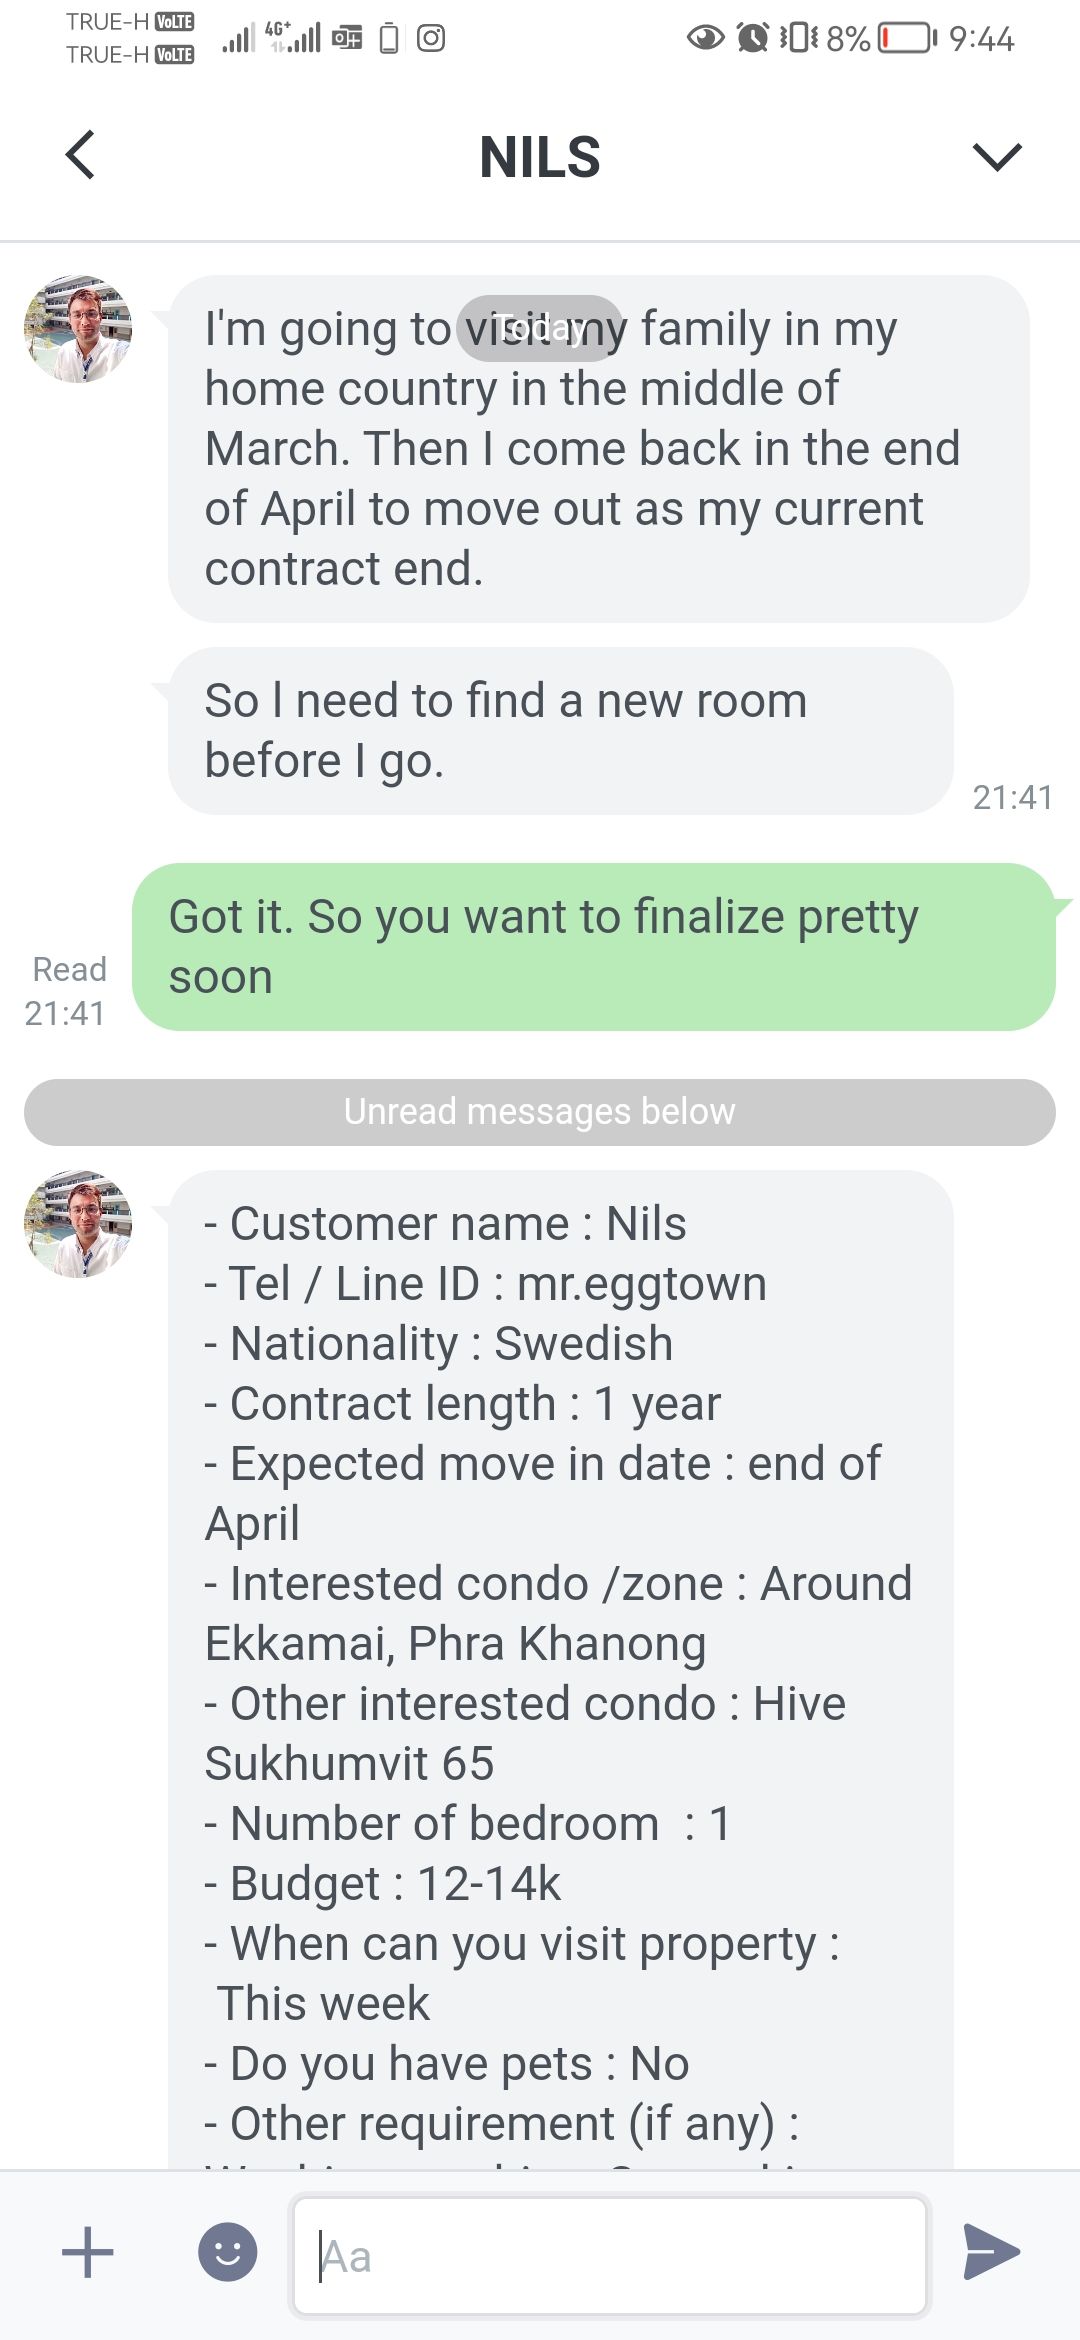 TRUE-H VoLTE
TRUE-H VoLTE
4G+
8%
9:44
NILS
Today
I'm going to visit my family in my
home country in the middle of
March. Then I come back in the end
of April to move out as my current
contract end.
So I need to find a new room
before I go.
21:41
Got it. So you want to finalize pretty
soon
Read
21:41
Unread messages below
- Customer name : Nils
- Tel / Line ID : mr.eggtown
- Nationality : Swedish
- Contract length : 1 year
- Expected move in date : end of
April
- Interested condo /zone : Around
Ekkamai, Phra Khanong
- Other interested condo : Hive
Sukhumvit 65
- Number of bedroom  : 1
- Budget : 12-14k
- When can you visit property :
This week
- Do you have pets : No
- Other requirement (if any) :
Aa